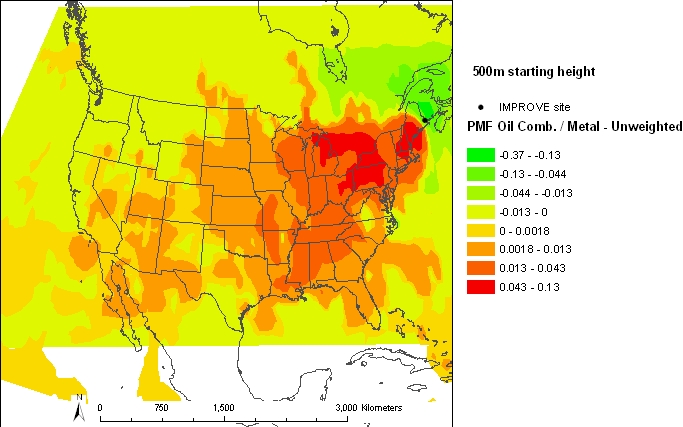 500m starting height
IMPROVE site
PMF Oil Comb. / Metal - Unweighted
-0.37 - -0.13
-0.13 - -0.044
-0.044 - -0.013
-0.013 - 0
0 - 0.0018
0.0018 - 0.013
0.013 - 0.043
0.043 - 0.13
N
0 750 1,500 3,000 Kilometers